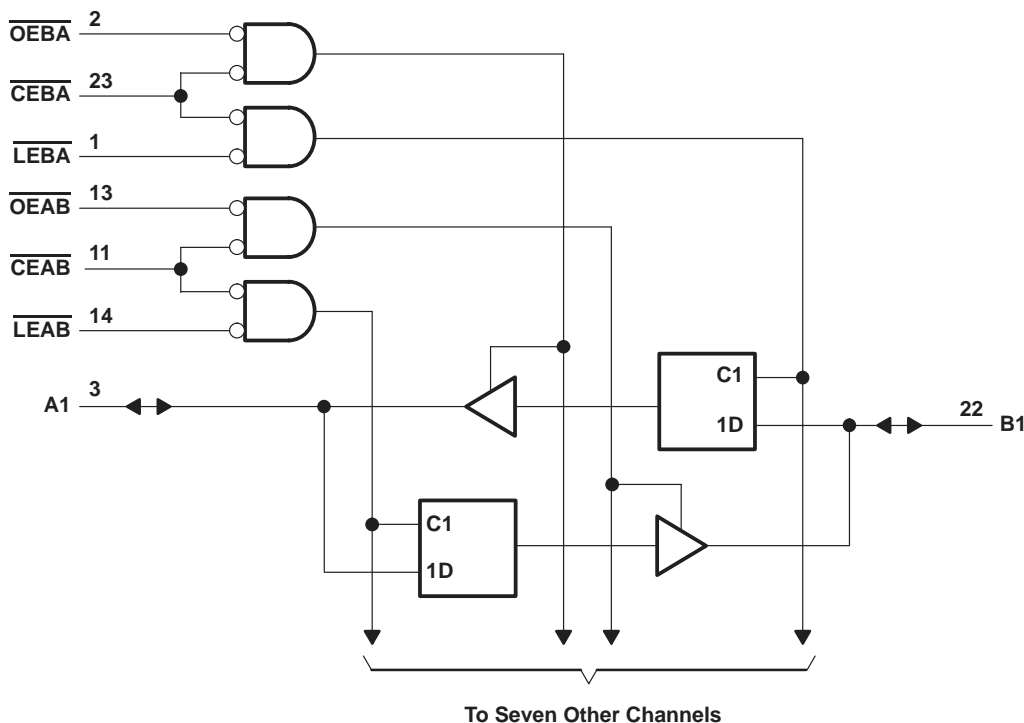 OEBA 2
CEBA 23
LEBA 1
OEAB 13
CEAB 11
LEAB 14
A1 3
C1
1D
22 B1
C1
1D
To Seven Other Channels